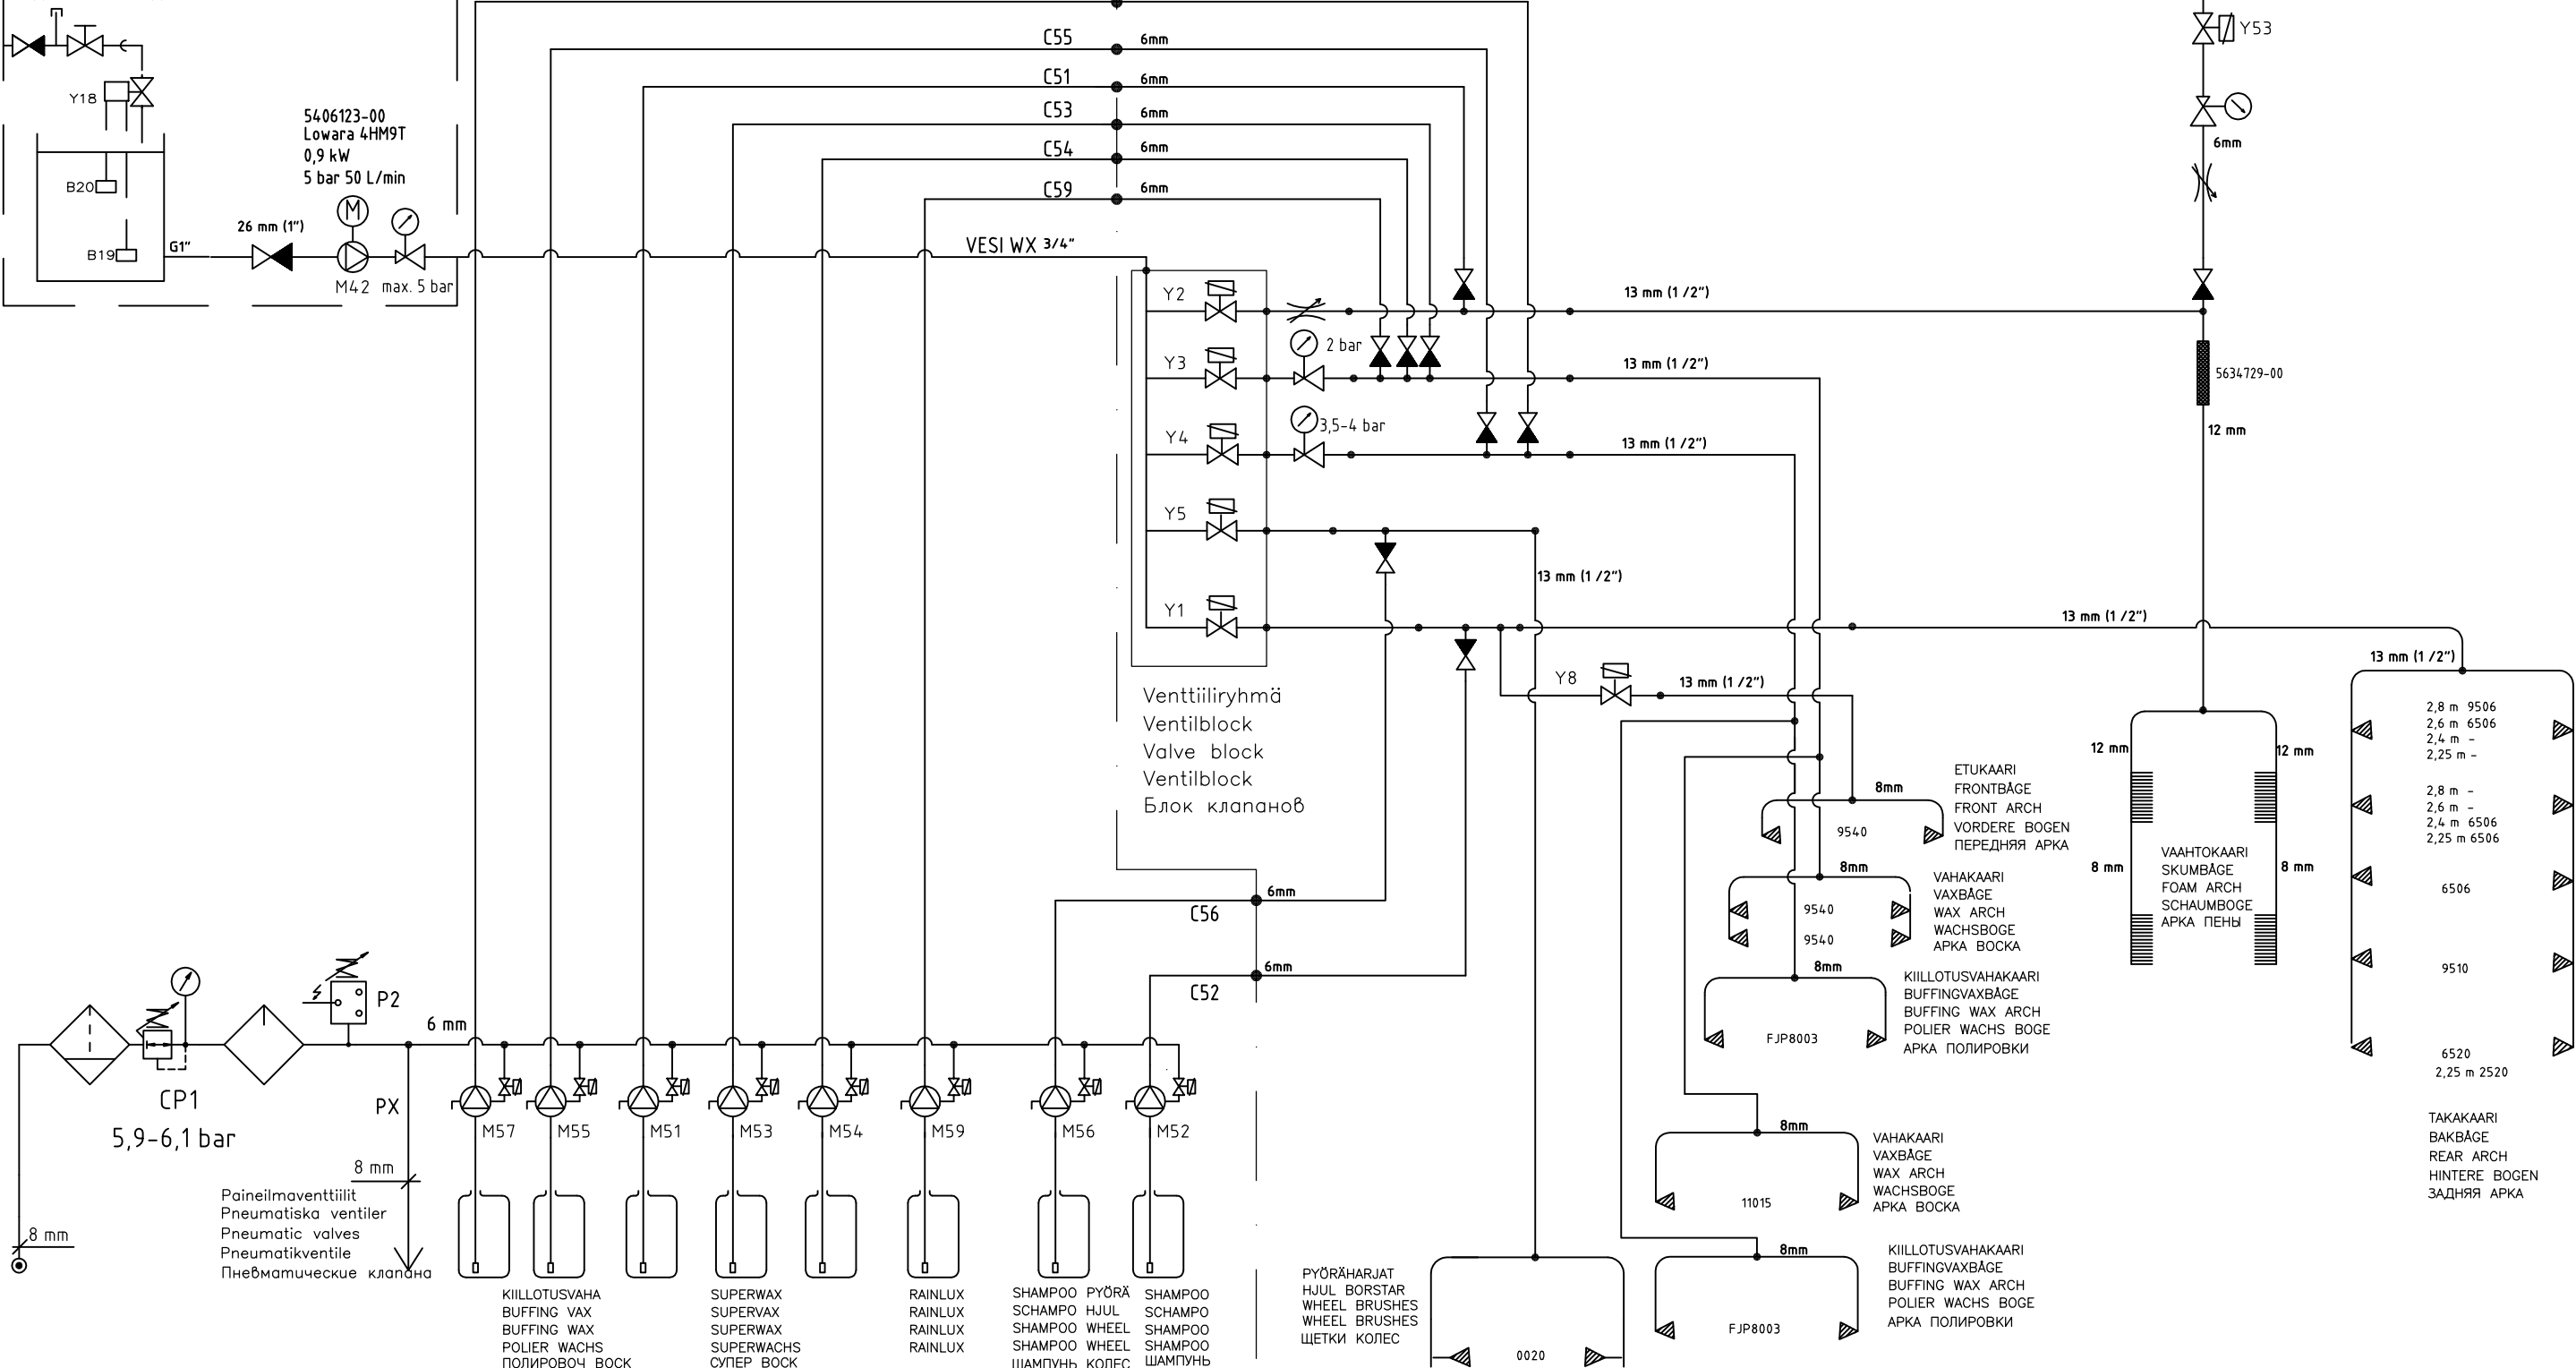 C55
6mm
C51
6mm
C53
6mm
C54
6mm
C59
6mm
Y53
6mm
Y18
B20
B19
5406123-00
Lowara 4HM9T
0,9 kW
5 bar 50 L/min
M
26 mm (1")
G1"
M42
max. 5 bar
VESI WX 3/4"
Y2
13 mm (1 /2")
Y3
2 bar
13 mm (1 /2")
Y4
3,5-4 bar
13 mm (1 /2")
Y5
13 mm (1 /2")
Y1
13 mm (1 /2")
13 mm (1 /2")
Y8
13 mm (1 /2")
5634729-00
12 mm
Venttiiliryhmä
Ventilblock
Valve block
Ventilblock
Блок клапанов
12 mm
12 mm
8 mm
8 mm
VAAHTOKAARI
SKUMBÅGE
FOAM ARCH
SCHAUMBOGE
АРКА ПЕНЫ
2,8 m 9506
2,6 m 6506
2,4 m -
2,25 m -
2,8 m -
2,6 m -
2,4 m 6506
2,25 m 6506
6506
9510
6520
2,25 m 2520
TAKAKAARI
BAKBÅGE
REAR ARCH
HINTERE BOGEN
ЗАДНЯЯ АРКА
8mm
9540
ETUKAARI
FRONTBÅGE
FRONT ARCH
VORDERE BOGEN
ПЕРЕДНЯЯ АРКА
8mm
9540
9540
VAHAKAARI
VAXBÅGE
WAX ARCH
WACHSBOGE
АРКА ВОСКА
8mm
FJP8003
KIILLOTUSVAHAKAARI
BUFFINGVAXBÅGE
BUFFING WAX ARCH
POLIER WACHS BOGE
АРКА ПОЛИРОВКИ
8mm
11015
VAHAKAARI
VAXBÅGE
WAX ARCH
WACHSBOGE
АРКА ВОСКА
8mm
FJP8003
KIILLOTUSVAHAKAARI
BUFFINGVAXBÅGE
BUFFING WAX ARCH
POLIER WACHS BOGE
АРКА ПОЛИРОВКИ
PYÖRÄHARJAT
HJUL BORSTAR
WHEEL BRUSHES
WHEEL BRUSHES
ЩЕТКИ КОЛЕС
0020
C56
6mm
C52
6mm
P2
6 mm
CP1
5,9-6,1 bar
PX
8 mm
Paineilmaventtiilit
Pneumatiska ventiler
Pneumatic valves
Pneumatikventile
Пневматические клапана
8 mm
M57
M55
M51
M53
M54
M59
M56
M52
KIILLOTUSVAHA
BUFFING VAX
BUFFING WAX
POLIER WACHS
ПОЛИРОВОЧ ВОСК
SUPERWAX
SUPERVAX
SUPERWAX
SUPERWACHS
СУПЕР ВОСК
RAINLUX
RAINLUX
RAINLUX
RAINLUX
SHAMPOO PYÖRÄ
SCHAMPO HJUL
SHAMPOO WHEEL
SHAMPOO WHEEL
ШАМПУНЬ КОЛЕС
SHAMPOO
SCHAMPO
SHAMPOO
SHAMPOO
ШАМПУНЬ